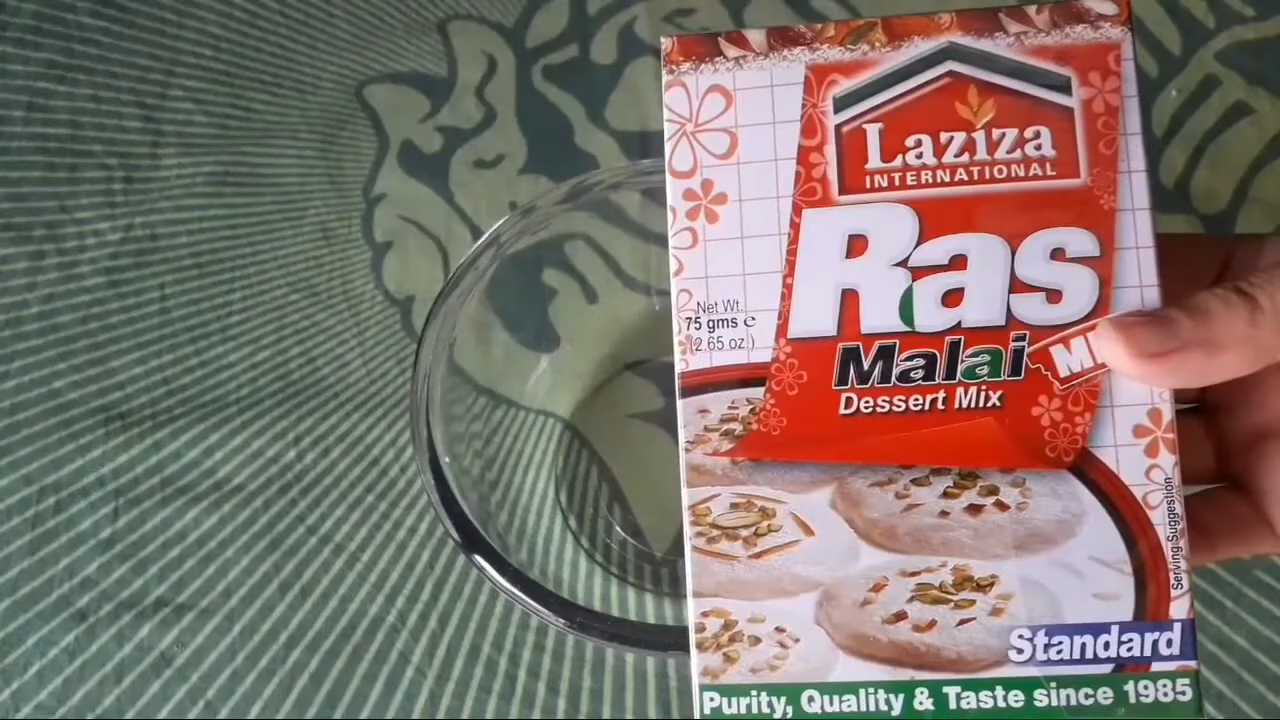 Laziza
INTERNATIONAL
Ras
Malai
Dessert Mix
Net Wt.
75 gms e
(2.65 oz.)
Serving Suggestion
Standard
Purity, Quality & Taste since 1985